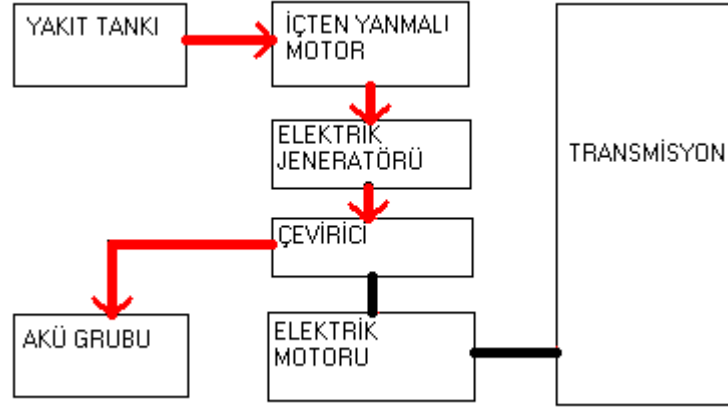 YAKIT TANKI
İÇTEN YANMALI
MOTOR
ELEKTRİK
JENERATÖRÜ
TRANSMİSYON
ÇEVİRİCİ
AKÜ GRUBU
ELEKTRİK
MOTORU